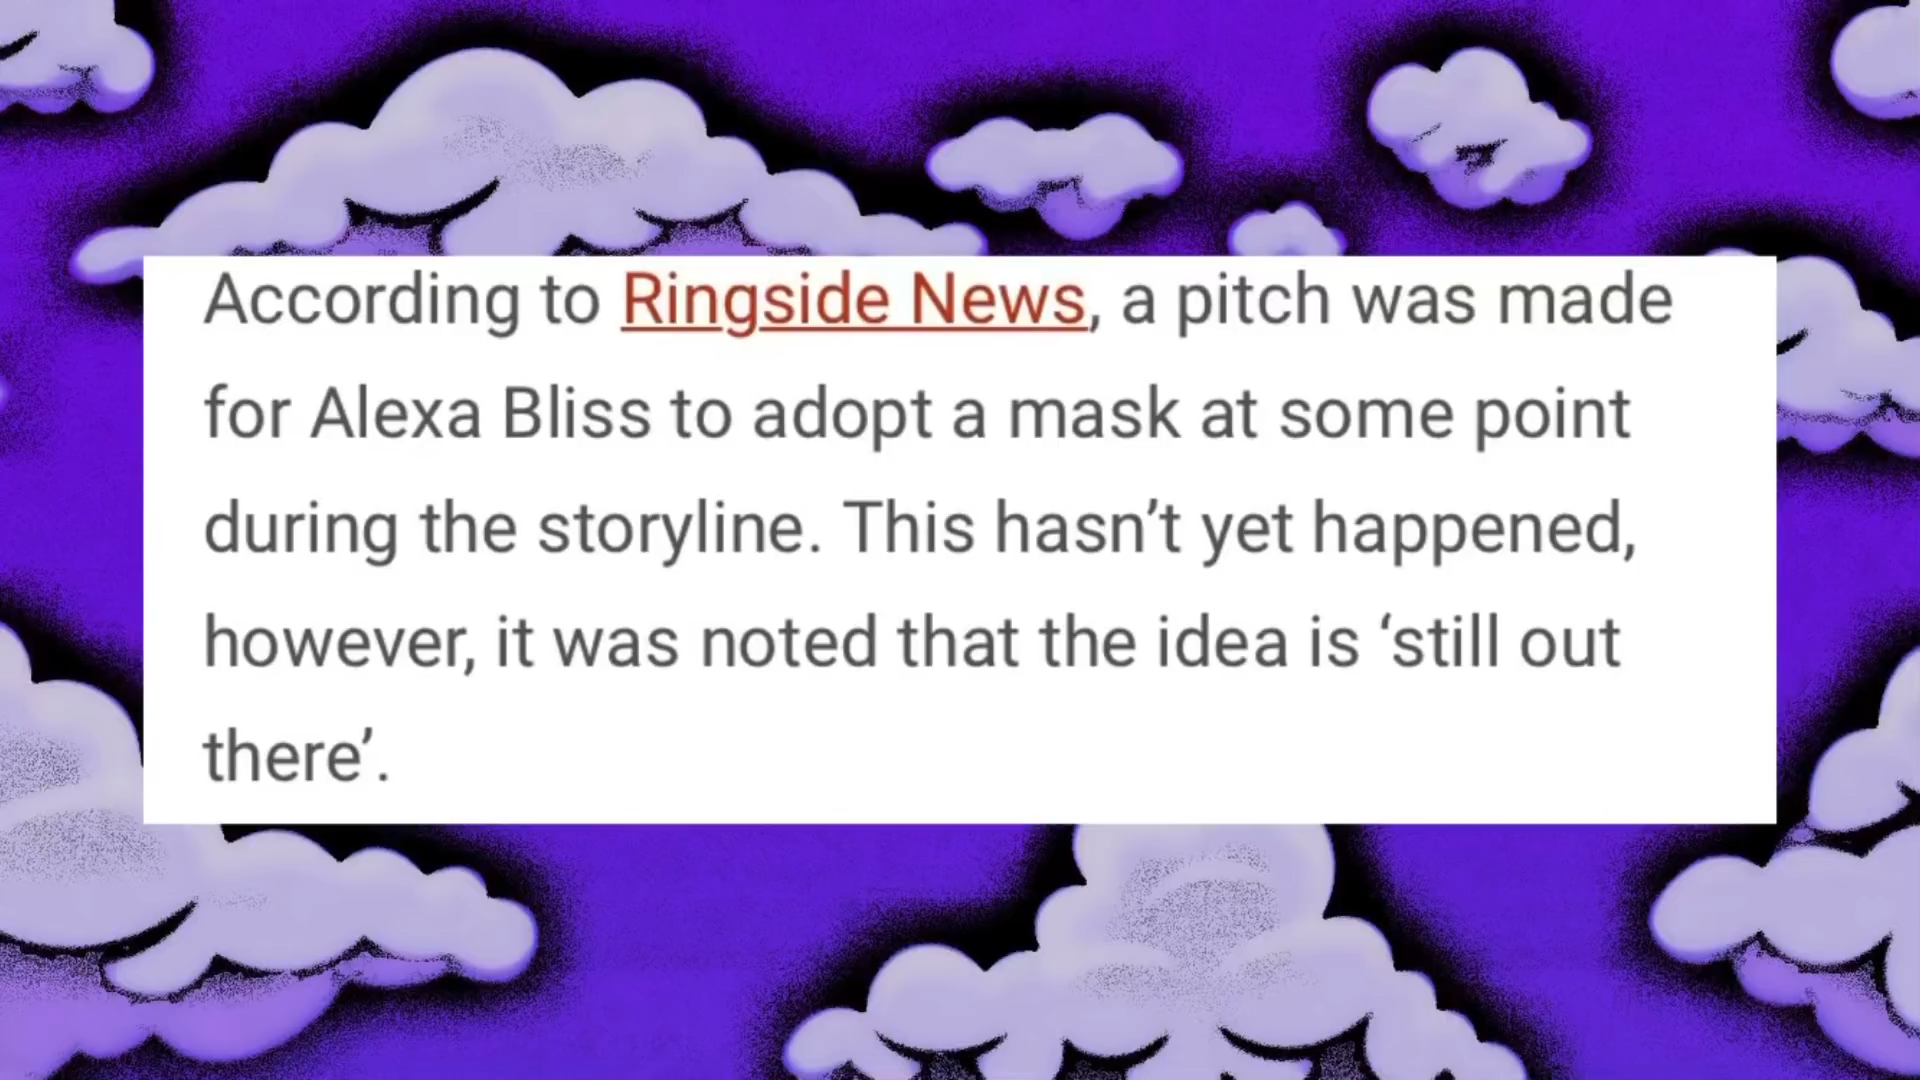 According to Ringside News, a pitch was made
for Alexa Bliss to adopt a mask at some point
during the storyline. This hasn’t yet happened,
however, it was noted that the idea is ‘still out
there’.